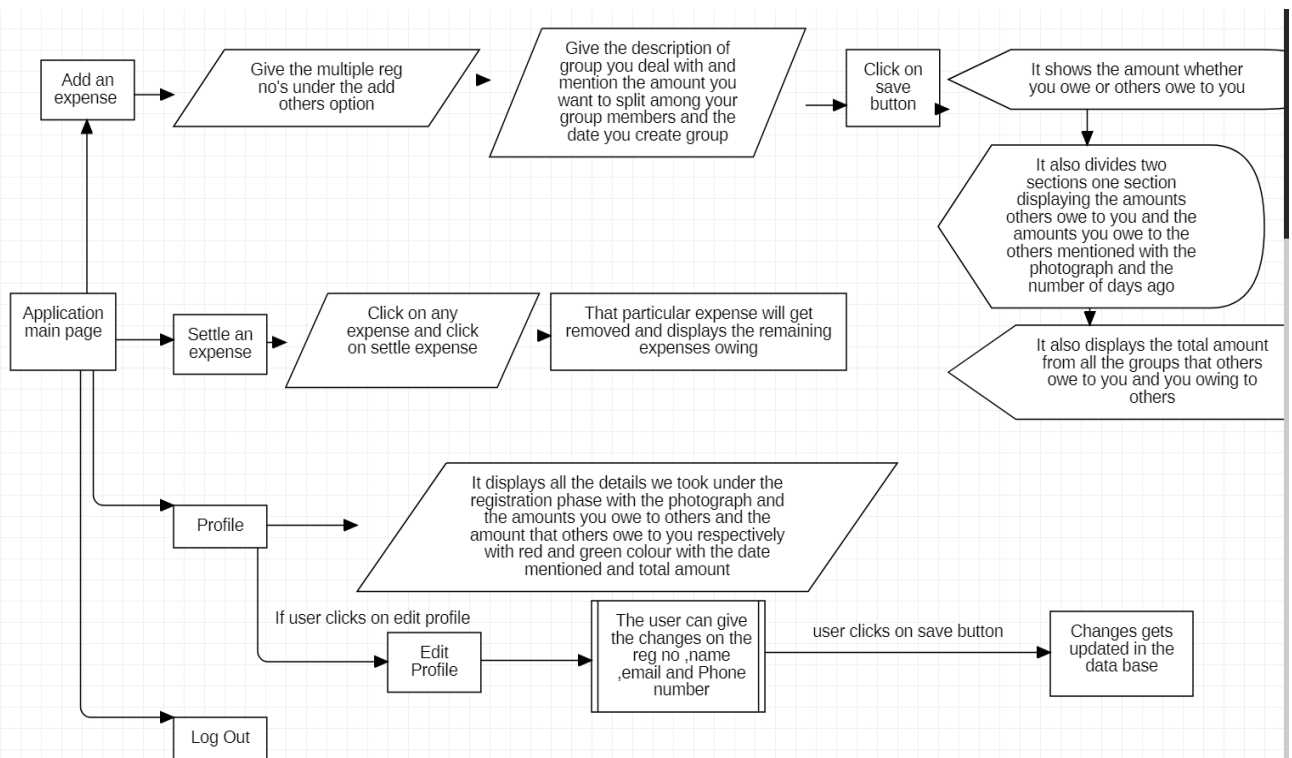 Add an
expense
Give the multiple reg
no's under the add
others option
Give the description of
group you deal with and
mention the amount you
want to split among your
group members and the
date you create group
Click on
save
button
It shows the amount whether
you owe or others owe to you
It also divides two
sections one section
displaying the amounts
others owe to you and the
amounts you owe to the
others mentioned with the
photograph and the
number of days ago
It also displays the total amount
from all the groups that others
owe to you and you owing to
others
Application
main page
Settle an
expense
Click on any
expense and click
on settle expense
That particular expense will get
removed and displays the remaining
expenses owing
Profile
It displays all the details we took under the
registration phase with the photograph and
the amounts you owe to others and the
amount that others owe to you respectively
with red and green colour with the date
mentioned and total amount
If user clicks on edit profile
Edit
Profile
The user can give
the changes on the
reg no ,name
,email and Phone
number
user clicks on save button
Changes gets
updated in the
data base
Log Out